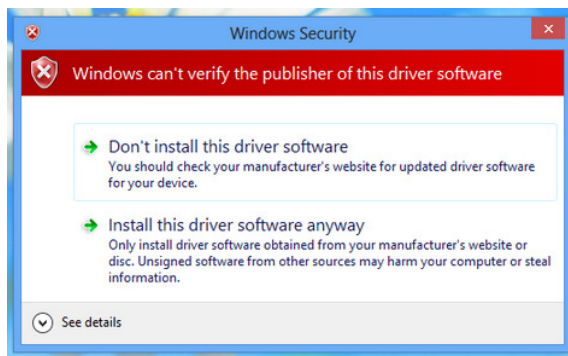 Windows Security
Windows can't verify the publisher of this driver software
Don't install this driver software
You should check your manufacturer's website for updated driver software
for your device.
Install this driver software anyway
Only install driver software obtained from your manufacturer's website or
disc. Unsigned software from other sources may harm your computer or steal
information.
See details